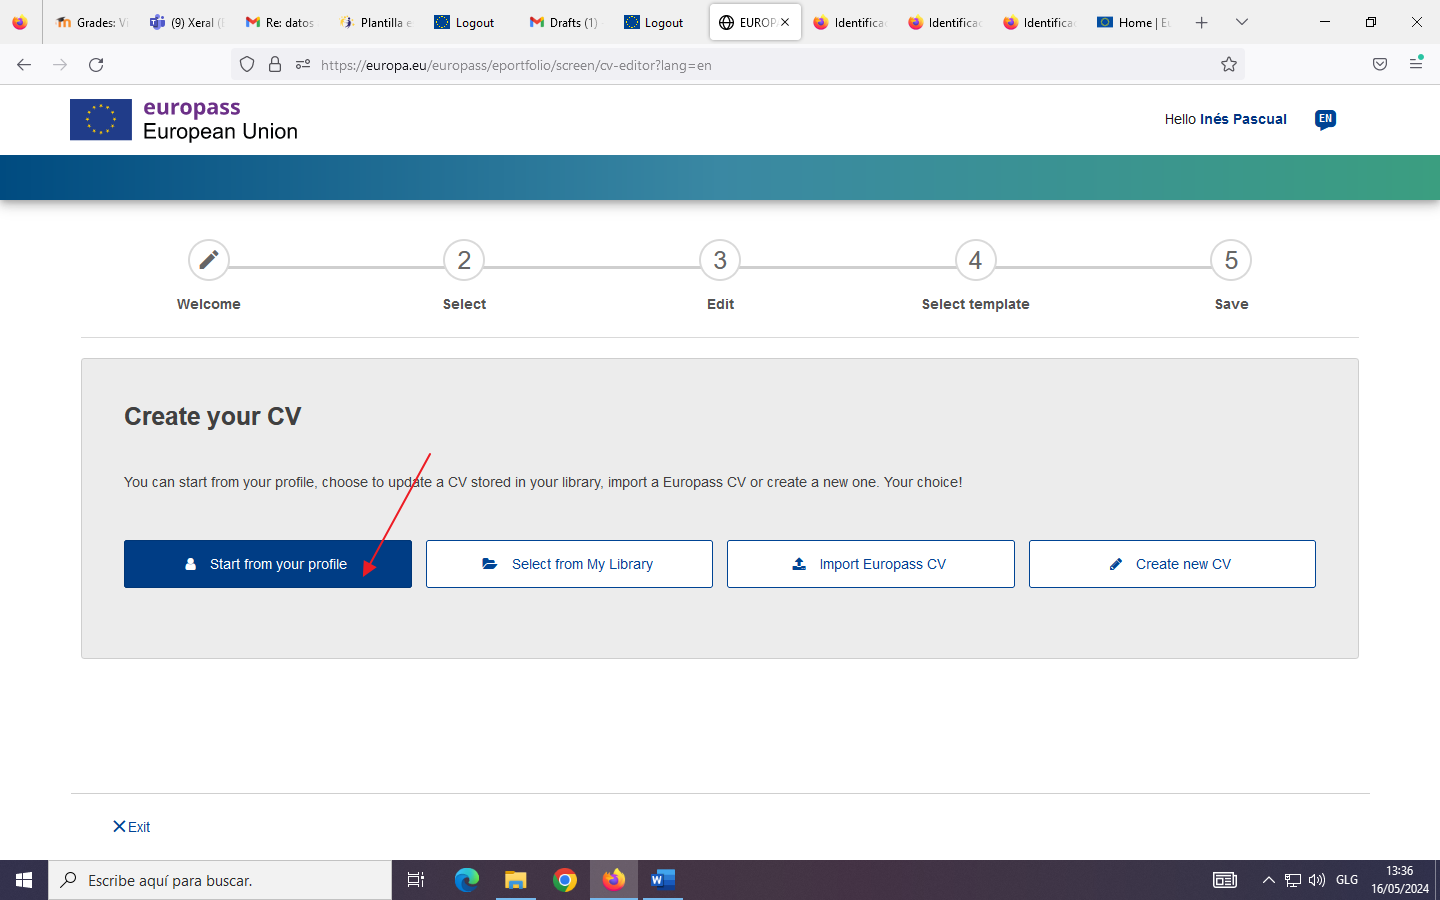 Grades: Vi
(9) Xeral (
Re: datos
Plantilla e
Logout
Drafts (1)
Logout
EUROP
Identifica
Identifica
Identifica
Home | Eu
https://europa.eu/europass/eportfolio/screen/cv-editor?lang=en
europass
European Union
Hello Inés Pascual
EN
2
3
4
5
Welcome
Select
Edit
Select template
Save
Create your CV
You can start from your profile, choose to update a CV stored in your library, import a Europass CV or create a new one. Your choice!
Start from your profile
Select from My Library
Import Europass CV
Create new CV
Exit
Escribe aquí para buscar.
W
GLG
13:36
16/05/2024